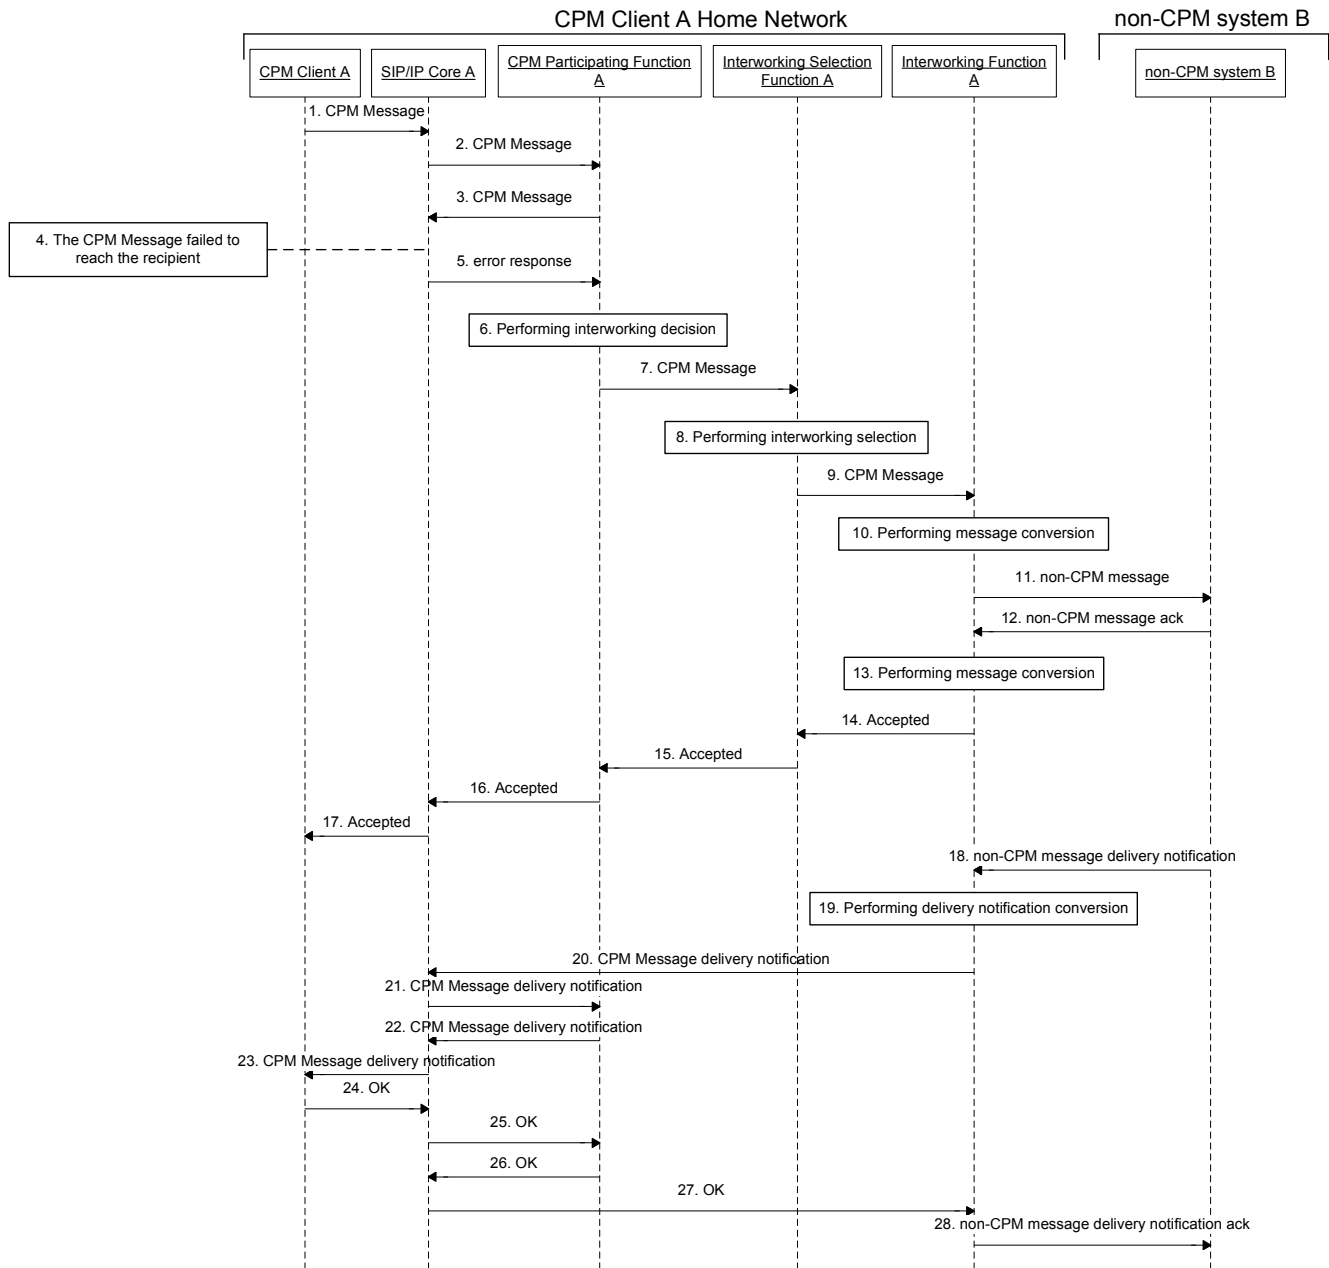 CPM Client A Home Network
non-CPM system B
CPM Client A
SIP/IP Core A
CPM Participating Function
A
Interworking Selection
Function A
Interworking Function
A
non-CPM system B
1. CPM Message
2. CPM Message
3. CPM Message
4. The CPM Message failed to
reach the recipient
5. error response
6. Performing interworking decision
7. CPM Message
8. Performing interworking selection
9. CPM Message
10. Performing message conversion
11. non-CPM message
12. non-CPM message ack
13. Performing message conversion
14. Accepted
15. Accepted
16. Accepted
17. Accepted
18. non-CPM message delivery notification
19. Performing delivery notification conversion
20. CPM Message delivery notification
21. CPM Message delivery notification
22. CPM Message delivery notification
23. CPM Message delivery notification
24. OK
25. OK
26. OK
27. OK
28. non-CPM message delivery notification ack